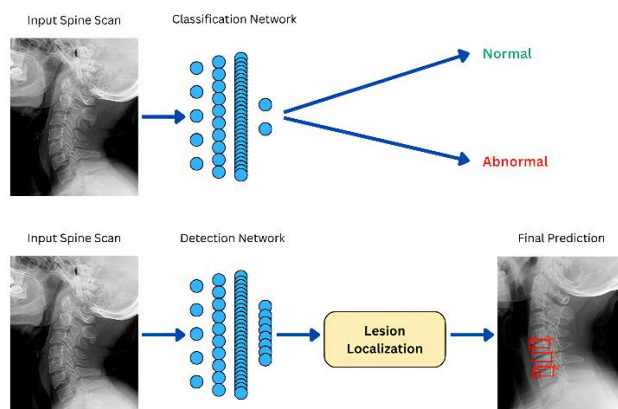 Input Spine Scan
Classification Network
Normal
Abnormal
Input Spine Scan
Detection Network
Final Prediction
Lesion
Localization